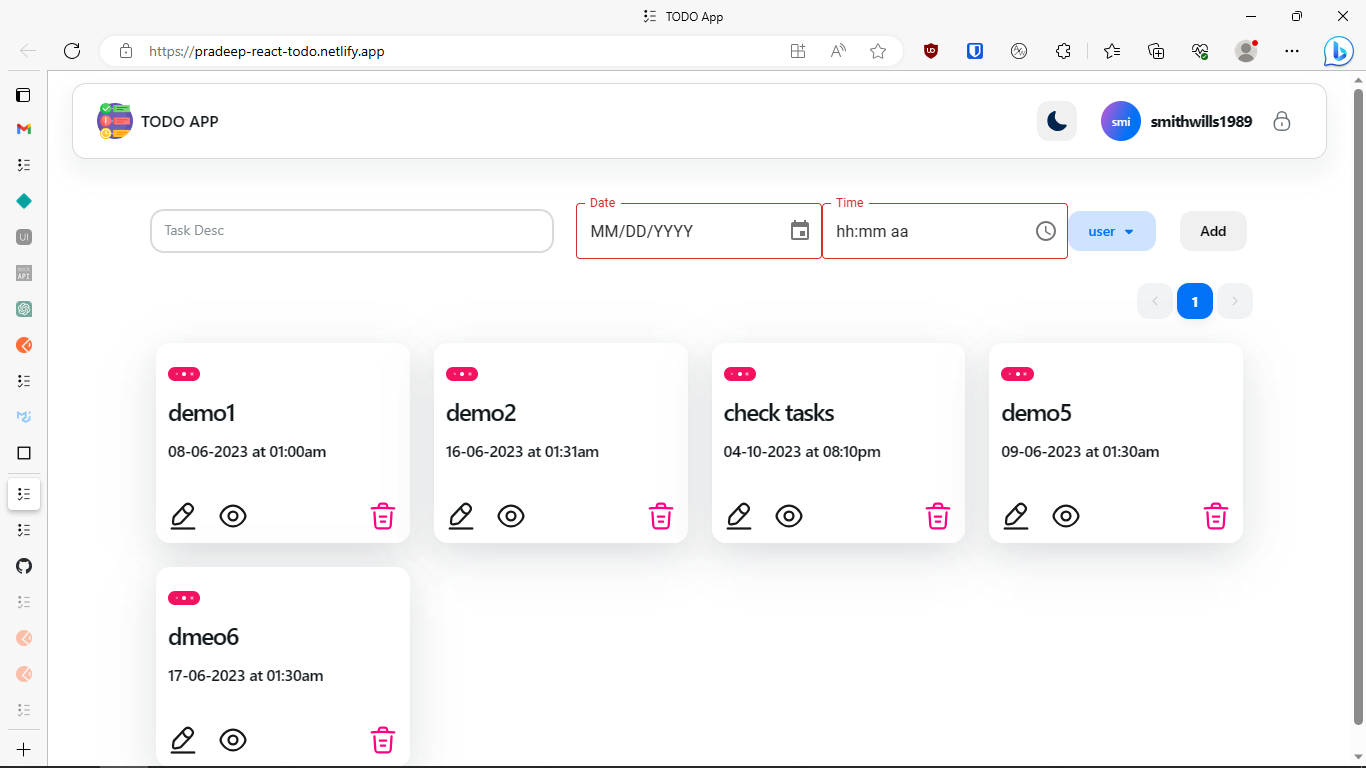 TODO App
https://pradeep-react-todo.netlify.app
TODO APP
smi
smithwills1989
Task Desc
Date
MM/DD/YYYY
Time
hh:mm aa
user
Add
1
demo1
08-06-2023 at 01:00am
demo2
16-06-2023 at 01:31am
check tasks
04-10-2023 at 08:10pm
demo5
09-06-2023 at 01:30am
dmeo6
17-06-2023 at 01:30am
UI
API